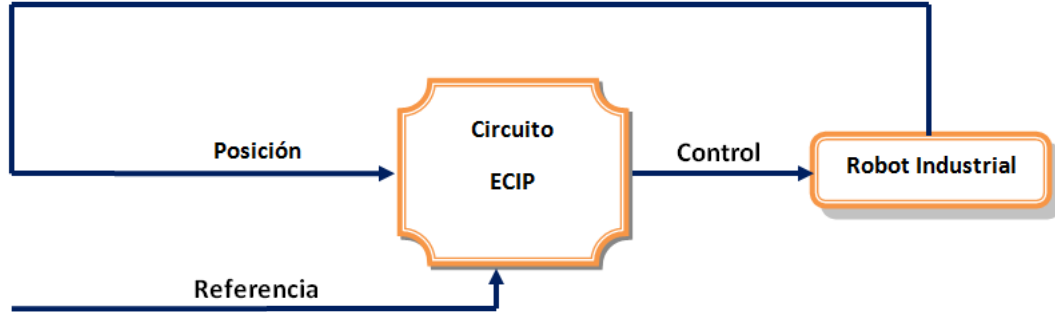 Posición
Circuito
ECIP
Control
Robot Industrial
Referencia